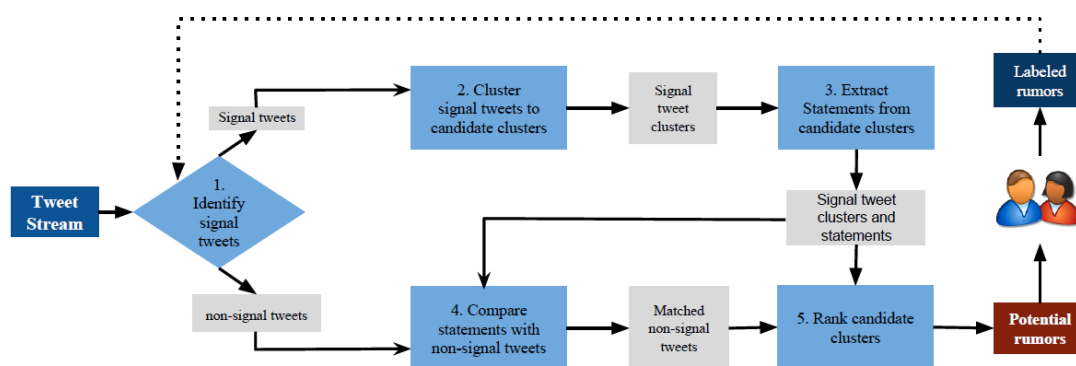 Tweet
Stream
1.
Identify
signal
tweets
Signal tweets
2. Cluster
signal tweets to
candidate clusters
Signal
tweet
clusters
3. Extract
Statements from
candidate clusters
Signal tweet
clusters and
statements
non-signal tweets
4. Compare
statements with
non-signal tweets
Matched
non-signal
tweets
5. Rank candidate
clusters
Potential
rumors
Labeled
rumors